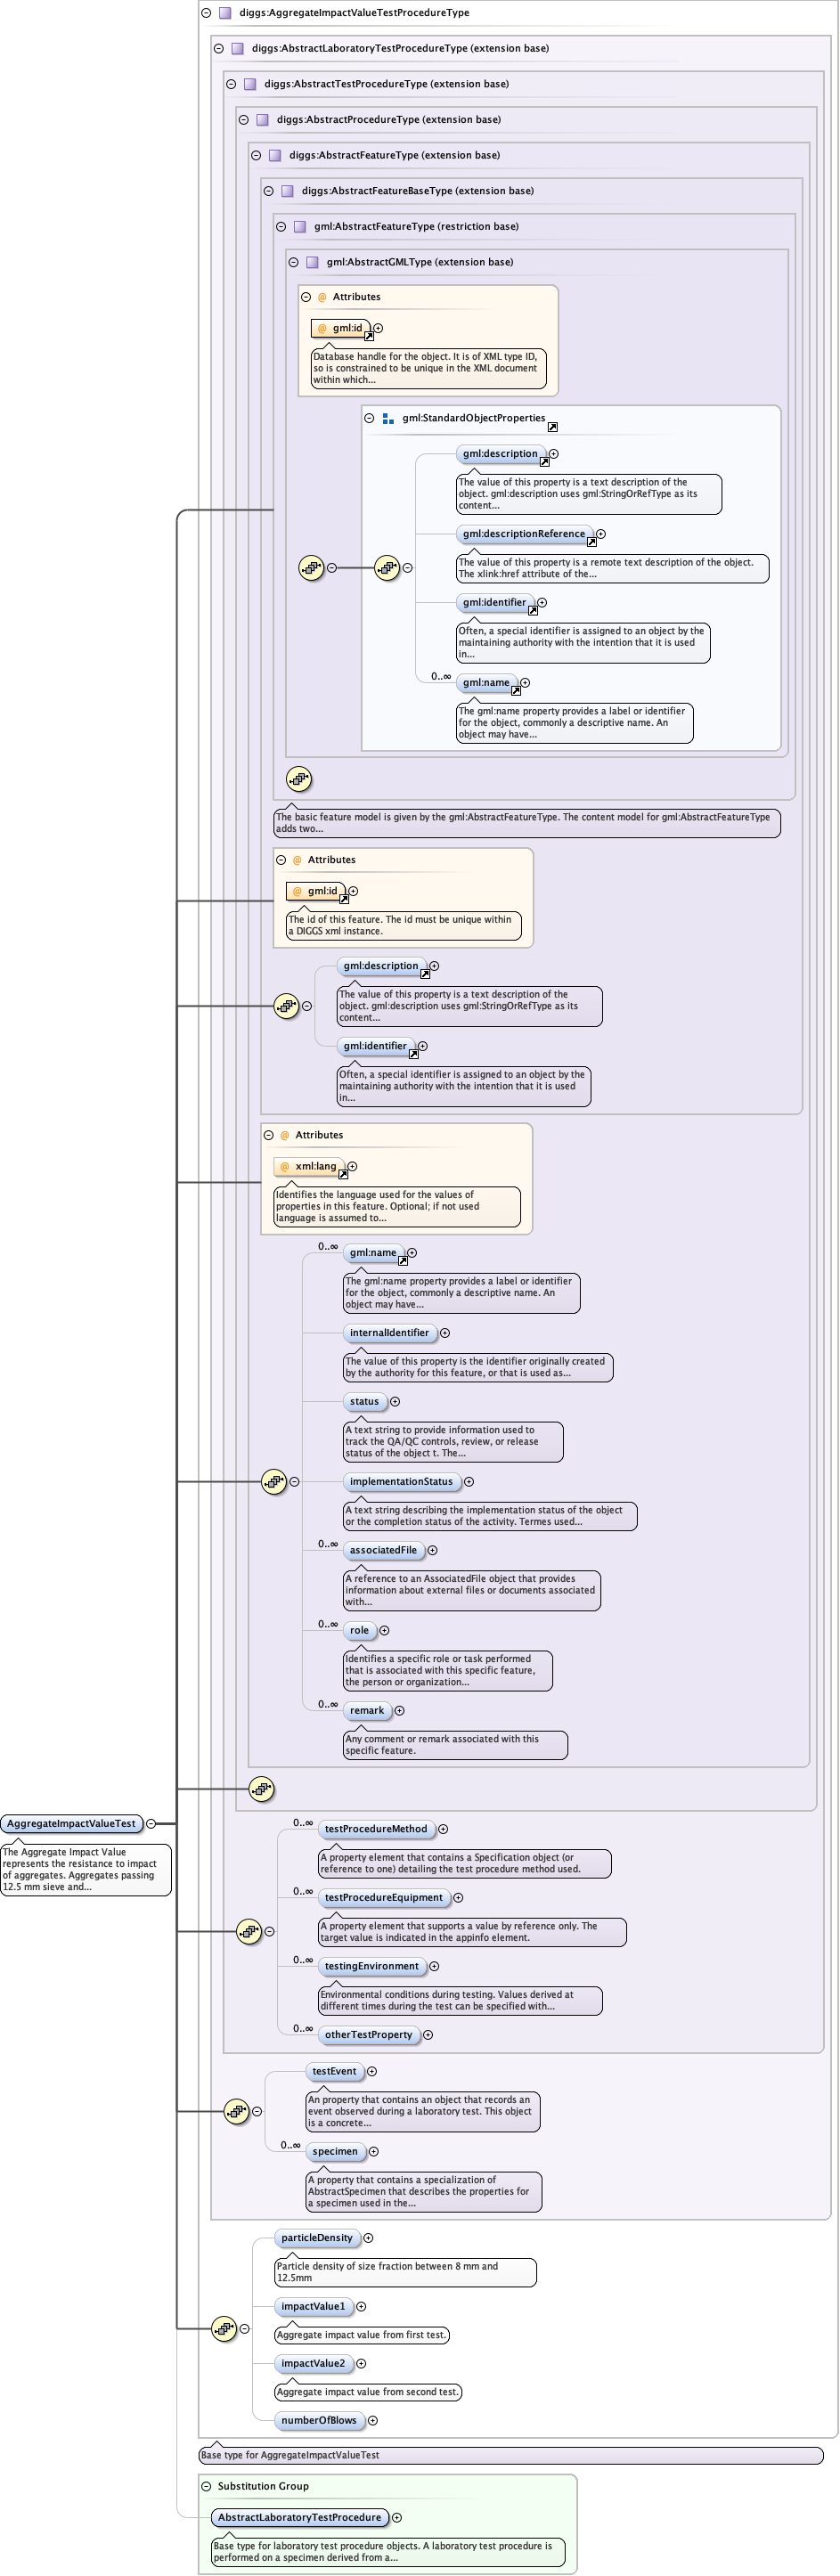 diggs:AggregateImpactValueTestProcedureType
diggs:AbstractLaboratoryTestProcedureType (extension base)
diggs:AbstractTestProcedureType (extension base)
diggs:AbstractProcedureType (extension base)
diggs:AbstractFeatureType (extension base)
diggs:AbstractFeatureBaseType (extension base)
gml:AbstractFeatureType (restriction base)
gml:AbstractGMLType (extension base)
@ Attributes
@ gml:id
Database handle for the object. It is of XML type ID,
so is constrained to be unique in the XML document
within which...
gml:StandardObjectProperties
gml:description
The value of this property is a text description of the
object. gml:description uses gml:StringOrRefType as its
content...
gml:descriptionReference
The value of this property is a remote text description of the object.
The xlink:href attribute of the...
gml:identifier
Often, a special identifier is assigned to an object by the
maintaining authority with the intention that it is used
in...
0..∞
gml:name
The gml:name property provides a label or identifier
for the object, commonly a descriptive name. An
object may have...
The basic feature model is given by the gml:AbstractFeatureType. The content model for gml:AbstractFeatureType
adds two...
@ Attributes
@ gml:id
The id of this feature. The id must be unique within
a DIGGS xml instance.
gml:description
The value of this property is a text description of the
object. gml:description uses gml:StringOrRefType as its
content...
gml:identifier
Often, a special identifier is assigned to an object by the
maintaining authority with the intention that it is used
in...
@ Attributes
@ xml:lang
Identifies the language used for the values of
properties in this feature. Optional; if not used
language is assumed to...
0..∞
gml:name
The gml:name property provides a label or identifier
for the object, commonly a descriptive name. An
object may have...
internalIdentifier
The value of this property is the identifier originally created
by the authority for this feature, or that is used as...
status
A text string to provide information used to
track the QA/QC controls, review, or release
status of the object t. The...
implementationStatus
A text string describing the implementation status of the object
or the completion status of the activity. Termes used...
0..∞
associatedFile
A reference to an AssociatedFile object that provides
information about external files or documents associated
with...
0..∞
role
Identifies a specific role or task performed
that is associated with this specific feature,
the person or organization...
0..∞
remark
Any comment or remark associated with this
specific feature.
AggregateImpactValueTest
The Aggregate Impact Value
represents the resistance to impact
of aggregates. Aggregates passing
12.5 mm sieve and...
0..∞
testProcedureMethod
A property element that contains a Specification object (or
reference to one) detailing the test procedure method used.
0..∞
testProcedureEquipment
A property element that supports a value by reference only. The
target value is indicated in the appinfo element.
0..∞
testingEnvironment
Environmental conditions during testing. Values derived at
different times during the test can be specified with...
0..∞
otherTestProperty
testEvent
An property that contains an object that records an
event observed during a laboratory test. This object
is a concrete...
0..∞
specimen
A property that contains a specialization of
AbstractSpecimen that describes the properties for
a specimen used in the...
particleDensity
Particle density of size fraction between 8 mm and
12.5mm
impactValue1
Aggregate impact value from first test.
impactValue2
Aggregate impact value from second test.
numberOfBlows
Base type for AggregateImpactValueTest
Substitution Group
AbstractLaboratoryTestProcedure
Base type for laboratory test procedure objects. A laboratory test procedure is
performed on a specimen derived from a...